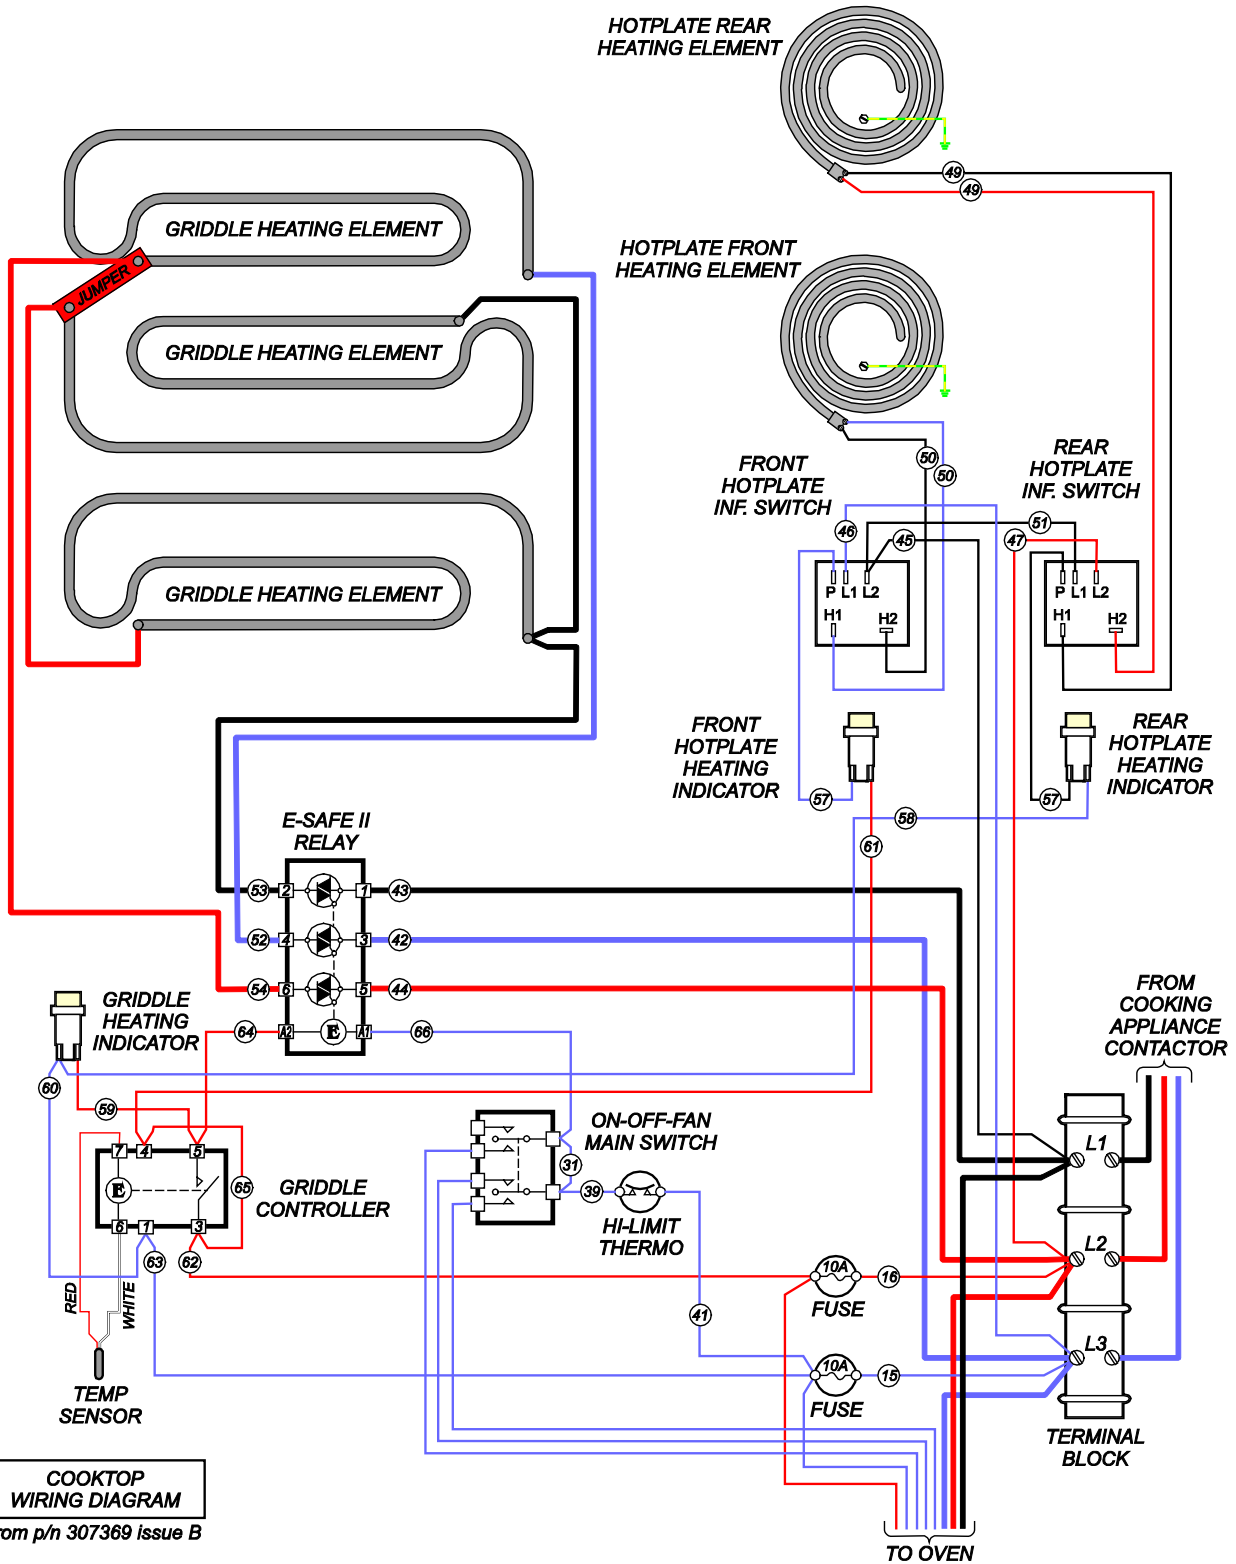 HOTPLATE REAR
HEATING ELEMENT
49
49
GRIDDLE HEATING ELEMENT
JUMPER
HOTPLATE FRONT
HEATING ELEMENT
GRIDDLE HEATING ELEMENT
50
50
FRONT
HOTPLATE
INF. SWITCH
REAR
HOTPLATE
INF. SWITCH
46
45
51
47
GRIDDLE HEATING ELEMENT
P L1 L2
H1
H2
P L1 L2
H1
H2
FRONT
HOTPLATE
HEATING
INDICATOR
REAR
HOTPLATE
HEATING
INDICATOR
57
57
58
61
E-SAFE II
RELAY
53
2
1
43
52
4
3
42
54
6
5
44
64
A2
E
A1
66
GRIDDLE
HEATING
INDICATOR
FROM
COOKING
APPLIANCE
CONTACTOR
60
59
ON-OFF-FAN
MAIN SWITCH
7
4
5
E
65
6
1
3
GRIDDLE
CONTROLLER
31
39
HI-LIMIT
THERMO
L1
L2
L3
63
62
RED
WHITE
10A
16
FUSE
41
10A
15
FUSE
TEMP
SENSOR
TERMINAL
BLOCK
COOKTOP
WIRING DIAGRAM
rom p/n 307369 issue B
TO OVEN